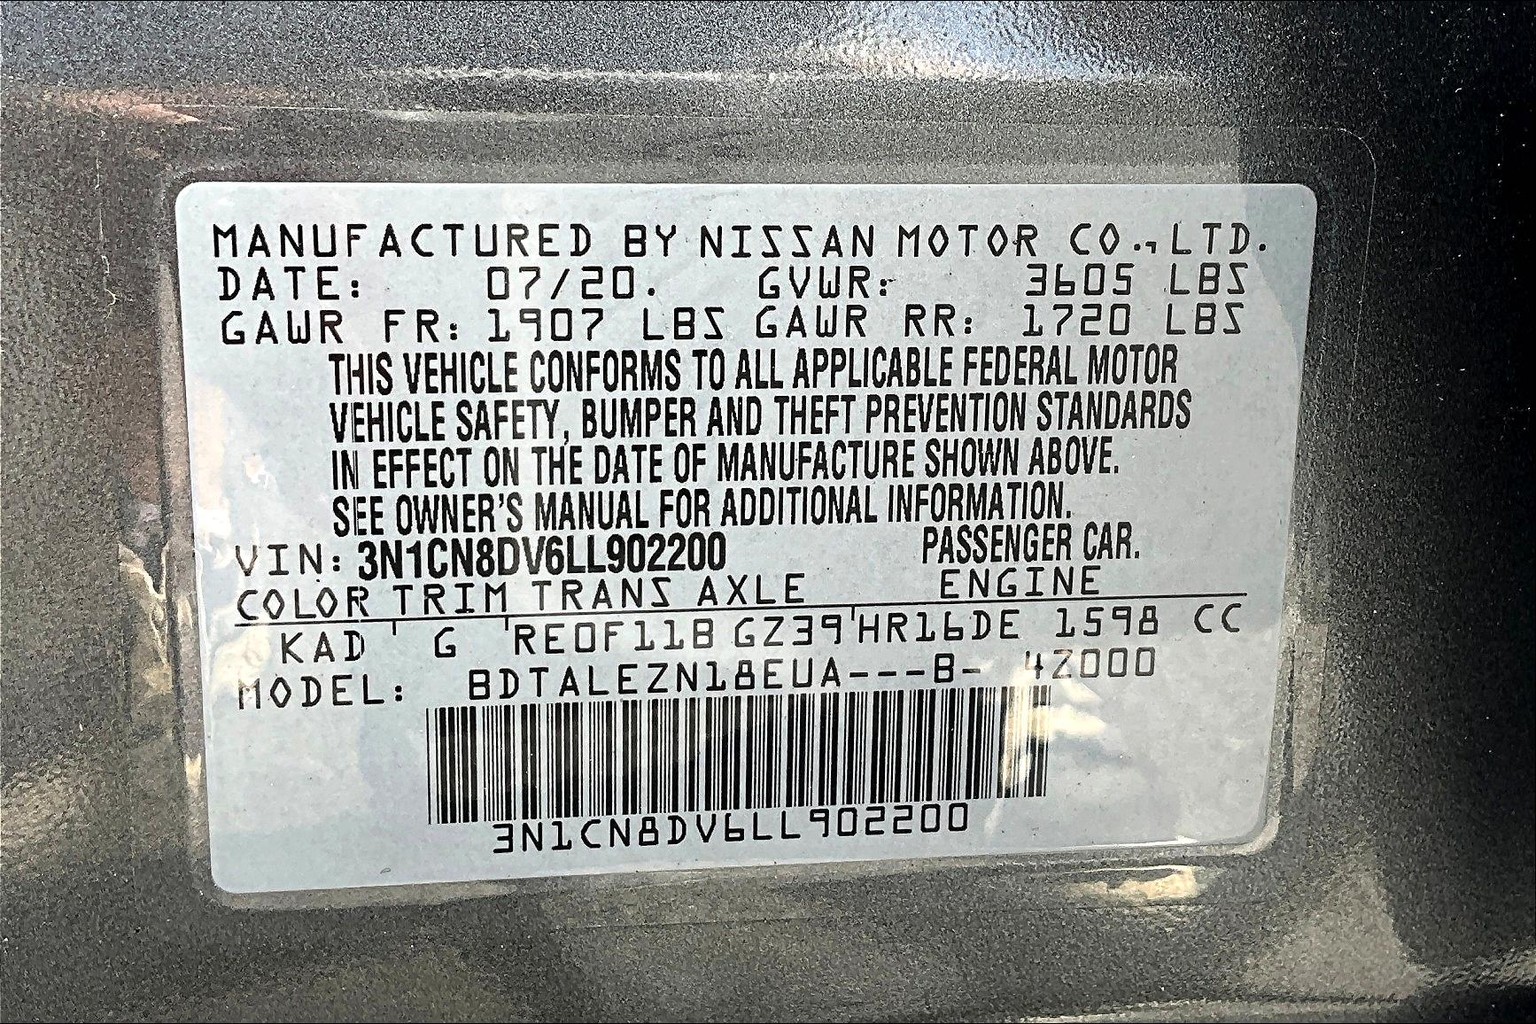 MANUFACTURED BY NISSAN MOTOR CO., LTD.
DATE: 07/20. GVWR: 3605 LBS
GAWR FR: 1907 LBS GAWR RR: 1720 LBS
THIS VEHICLE CONFORMS TO ALL APPLICABLE FEDERAL MOTOR
VEHICLE SAFETY, BUMPER AND THEFT PREVENTION STANDARDS
IN EFFECT ON THE DATE OF MANUFACTURE SHOWN ABOVE.
SEE OWNER'S MANUAL FOR ADDITIONAL INFORMATION.
VIN: 3N1CN8DV6LL902200 PASSENGER CAR.
COLOR TRIM TRANS AXLE ENGINE
KAD G RE0F11B GZ39 HR16DE 1598 CC
MODEL: BDTALEZN18EUA---B- 4Z000
3N1CN8DV6LL902200